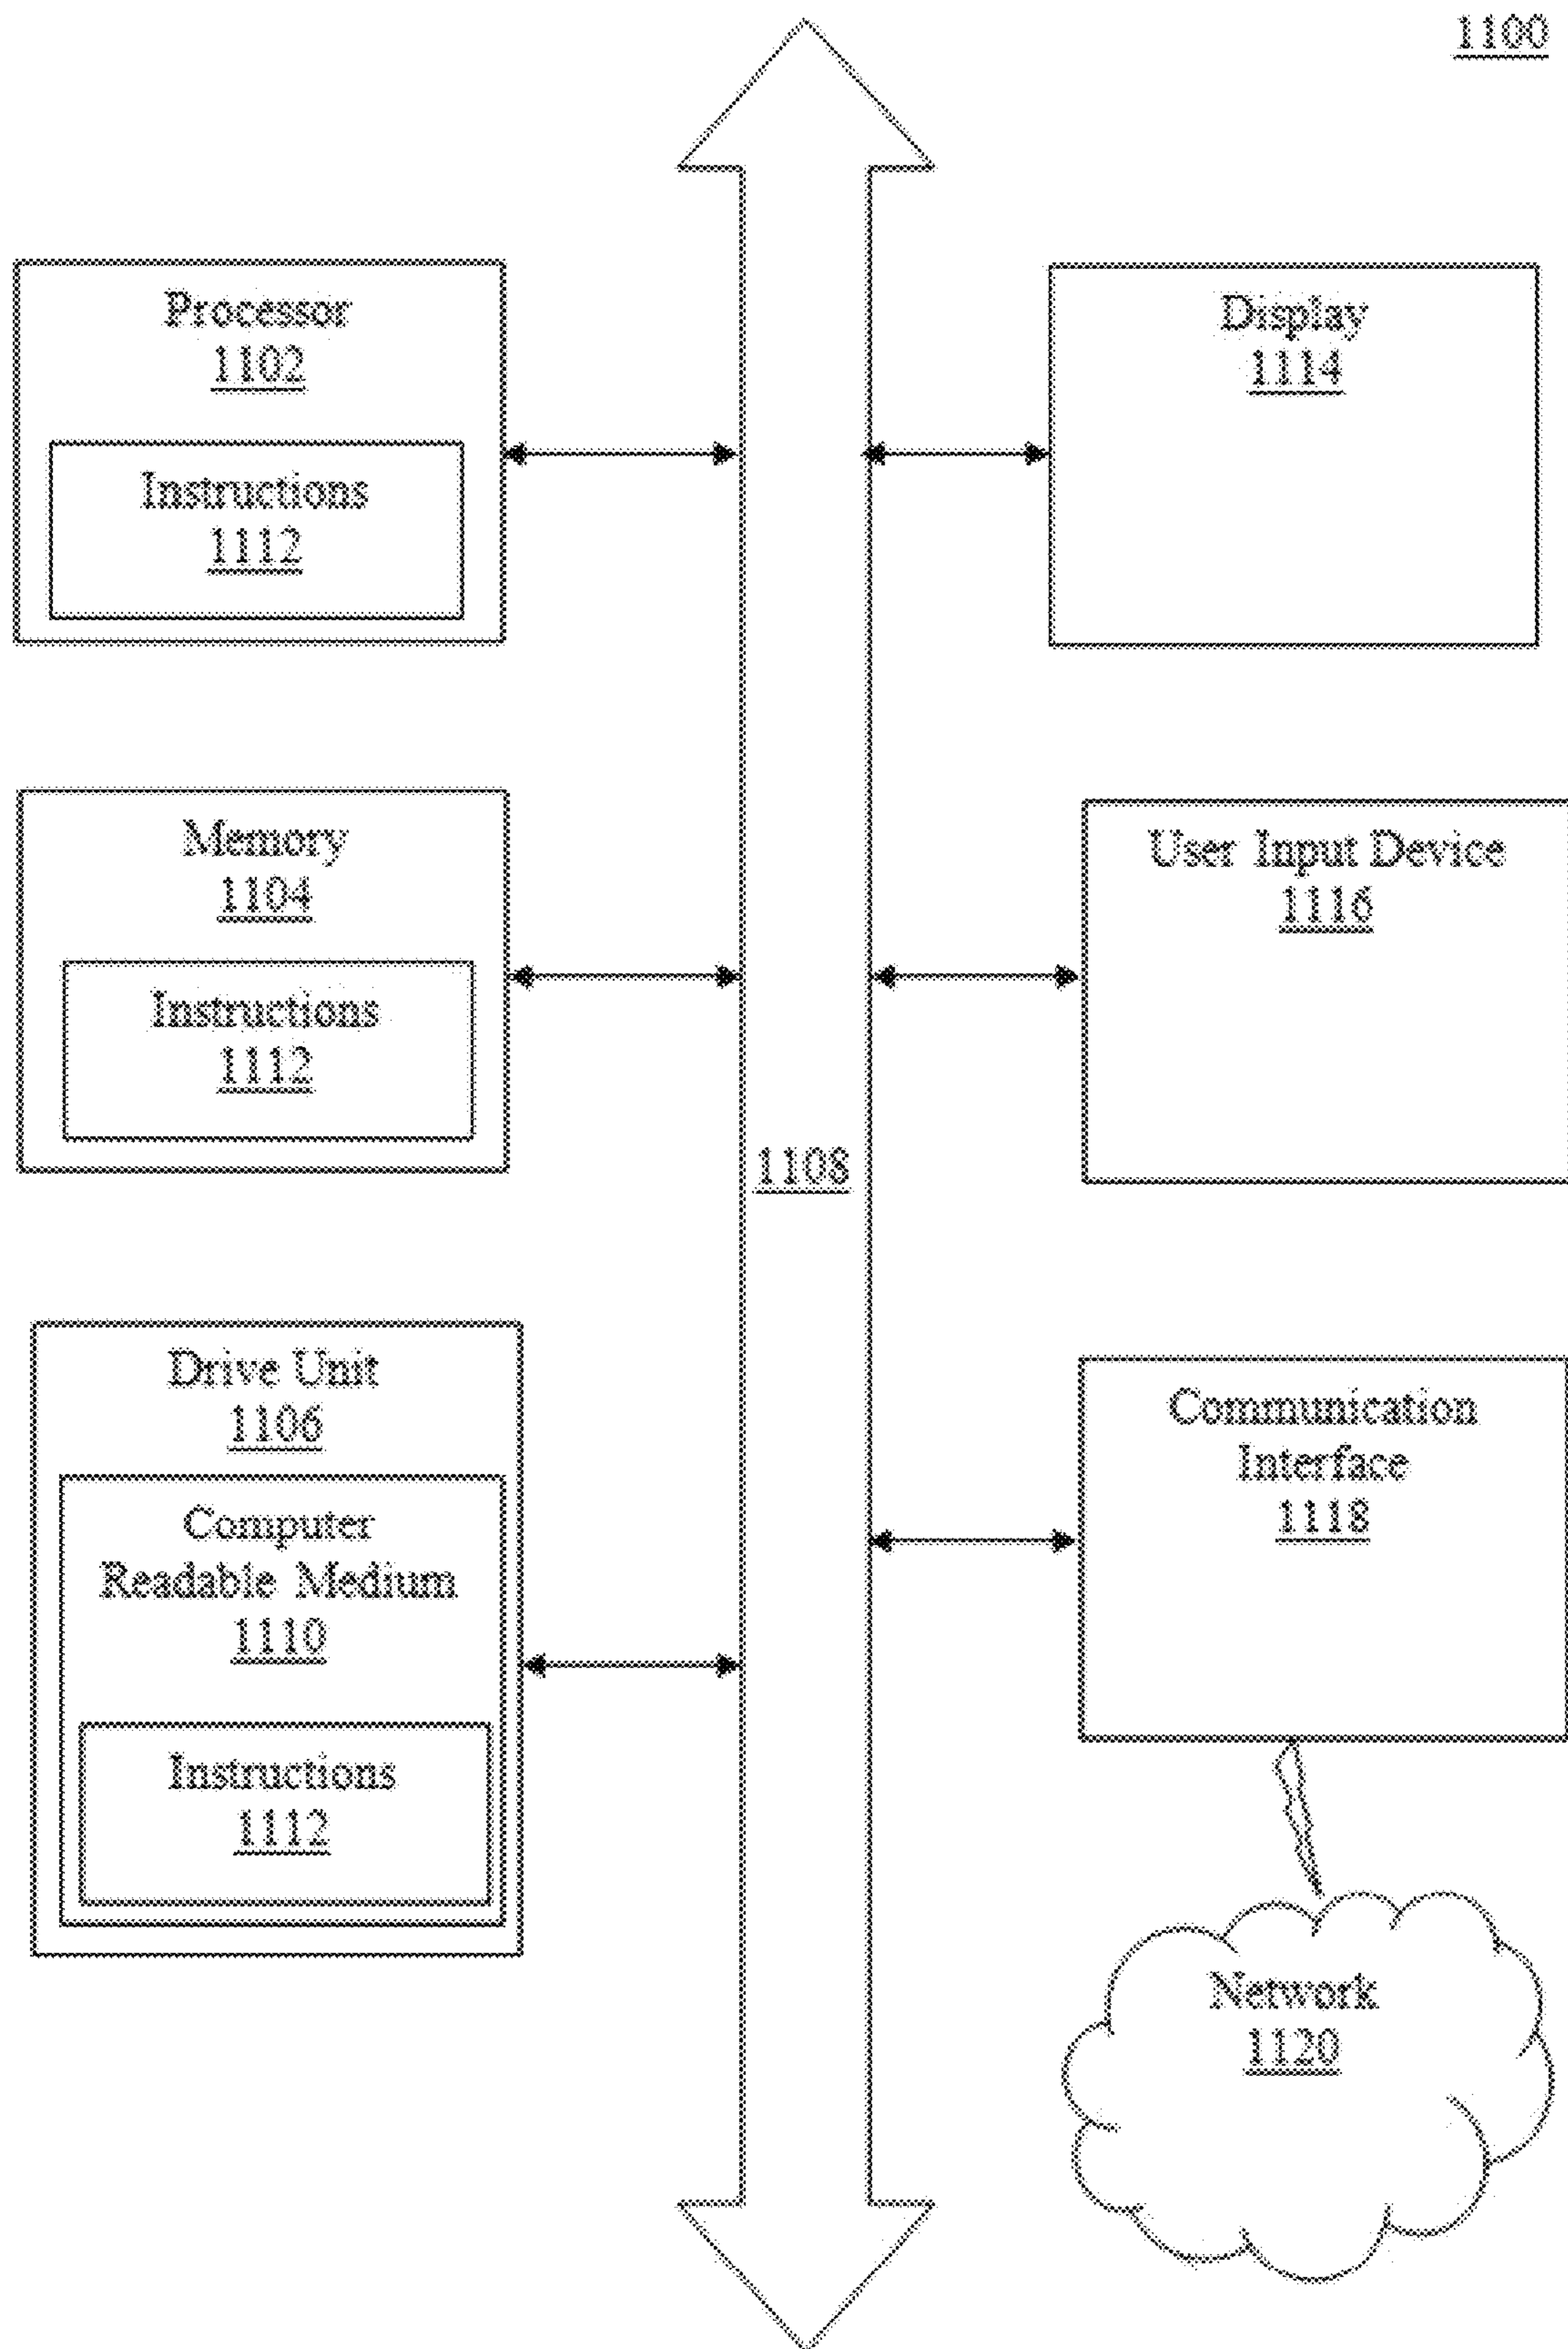 1100
Processor
1102
Instructions
1112
Display
1114
Memory
1104
Instructions
1112
User Input Device
1116
1108
Drive Unit
1106
Computer
Readable Medium
1110
Instructions
1112
Communication
Interface
1118
Network
1120